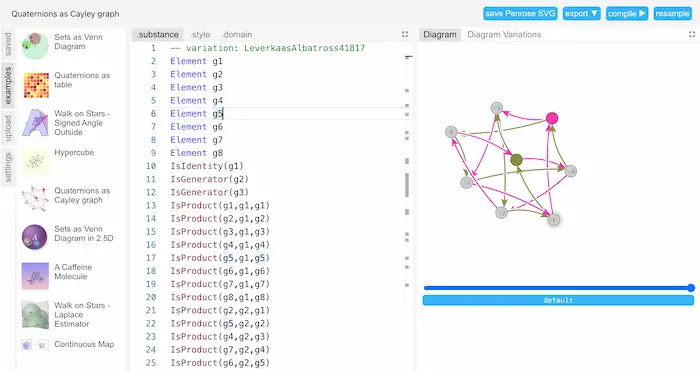 Quaternions as Cayley graph
save Penrose SVG
export ▼
compile ▶
resample
saved
examples
upload
settings
Sets as Venn
Diagram
Quaternions as
table
Walk on Stars -
Signed Angle
Outside
Hypercube
Quaternions as
Cayley graph
Sets as Venn
Diagram in 2.5D
A Caffeine
Molecule
Walk on Stars -
Laplace
Estimator
Continuous Map
.substance .style .domain
1 -- variation: LeverkaasAlbatross41817
2 Element g1
3 Element g2
4 Element g3
5 Element g4
6 Element g5
7 Element g6
8 Element g7
9 Element g8
10 IsIdentity(g1)
11 IsGenerator(g2)
12 IsGenerator(g3)
13 IsProduct(g1,g1,g1)
14 IsProduct(g2,g1,g2)
15 IsProduct(g3,g1,g3)
16 IsProduct(g4,g1,g4)
17 IsProduct(g5,g1,g5)
18 IsProduct(g6,g1,g6)
19 IsProduct(g7,g1,g7)
20 IsProduct(g8,g1,g8)
21 IsProduct(g2,g2,g1)
22 IsProduct(g5,g2,g2)
23 IsProduct(g4,g2,g3)
24 IsProduct(g7,g2,g4)
25 IsProduct(g6,g2,g5)
Diagram Diagram Variations
default